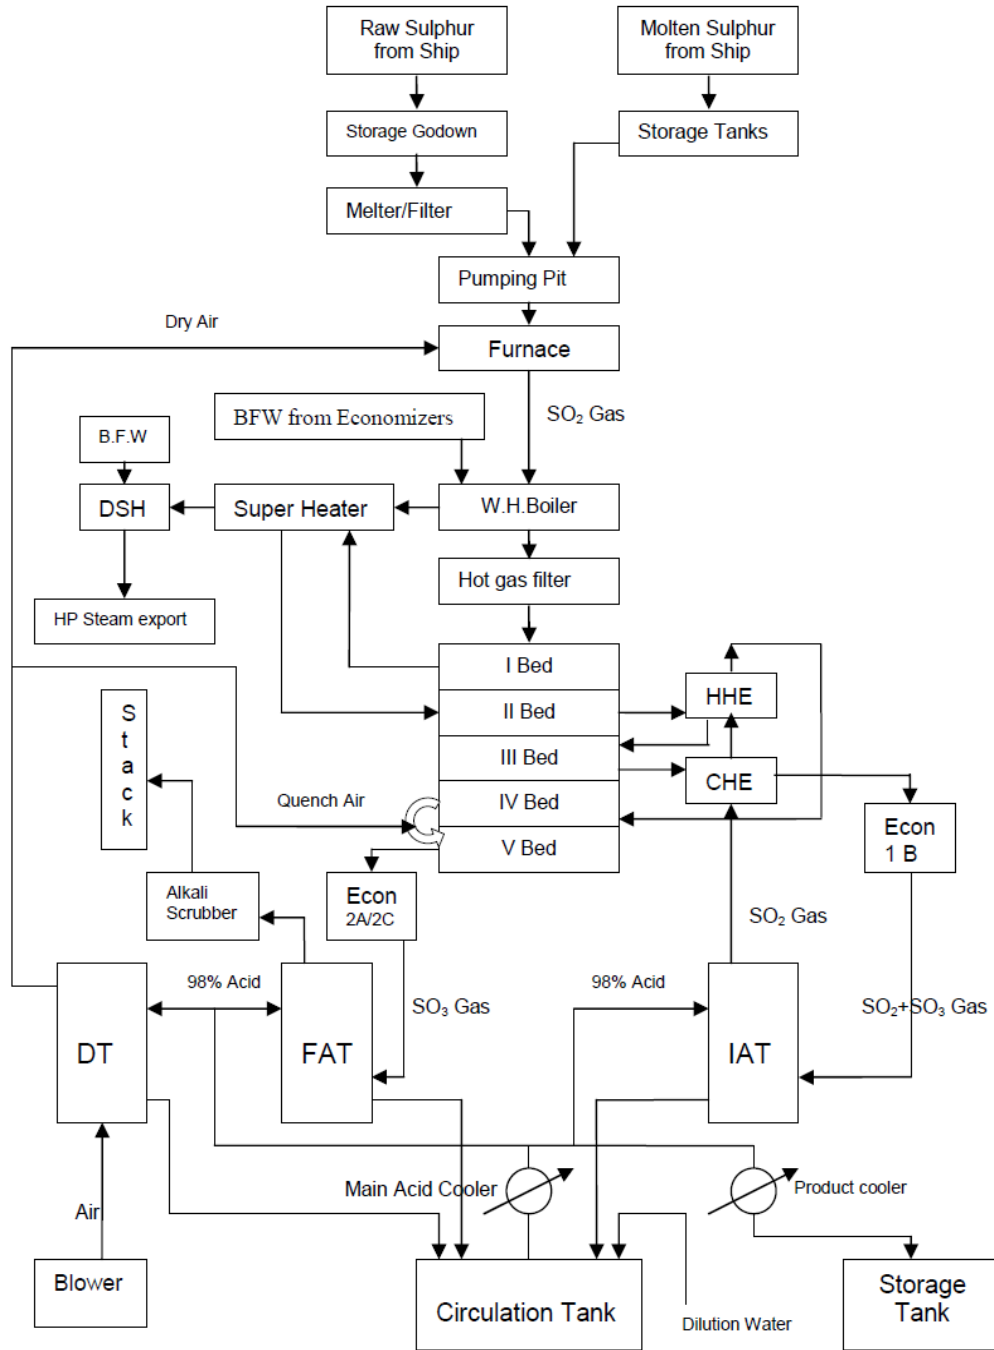 Raw Sulphur
from Ship
Molten Sulphur
from Ship
Storage Godown
Storage Tanks
Melter/Filter
Pumping Pit
Dry Air
Furnace
BFW from Economizers
SO₂ Gas
B.F.W
DSH
Super Heater
W.H.Boiler
Hot gas filter
HP Steam export
I Bed
HHE
II Bed
Stack
III Bed
CHE
Quench Air
IV Bed
Econ
1 B
V Bed
Alkali
Scrubber
Econ
2A/2C
SO₂ Gas
98% Acid
SO₃ Gas
98% Acid
SO₂+SO₃ Gas
DT
FAT
IAT
Main Acid Cooler
Product cooler
Air
Blower
Circulation Tank
Storage
Tank
Dilution Water